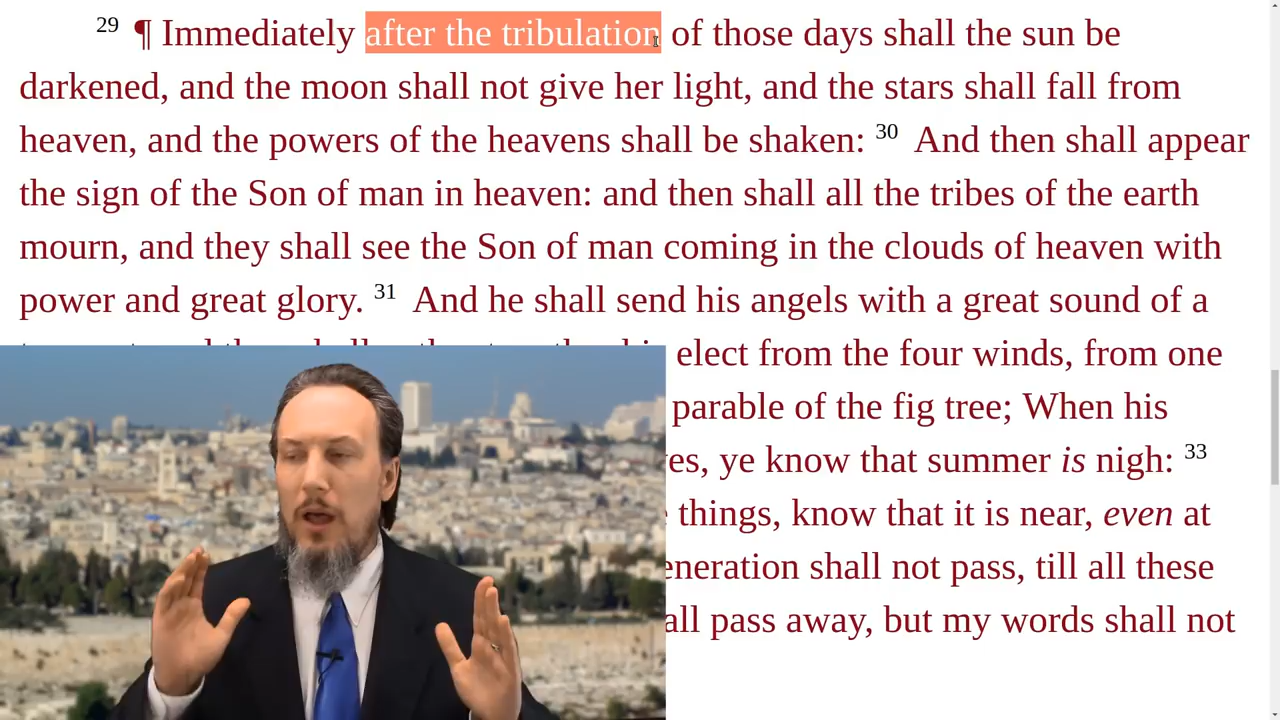 29 ¶ Immediately after the tribulation of those days shall the sun be
darkened, and the moon shall not give her light, and the stars shall fall from
heaven, and the powers of the heavens shall be shaken: 30 And then shall appear
the sign of the Son of man in heaven: and then shall all the tribes of the earth
mourn, and they shall see the Son of man coming in the clouds of heaven with
power and great glory. 31 And he shall send his angels with a great sound of a
elect from the four winds, from one
parable of the fig tree; When his
ye know that summer is nigh: 33
things, know that it is near, even at
shall not pass, till all these
pass away, but my words shall not